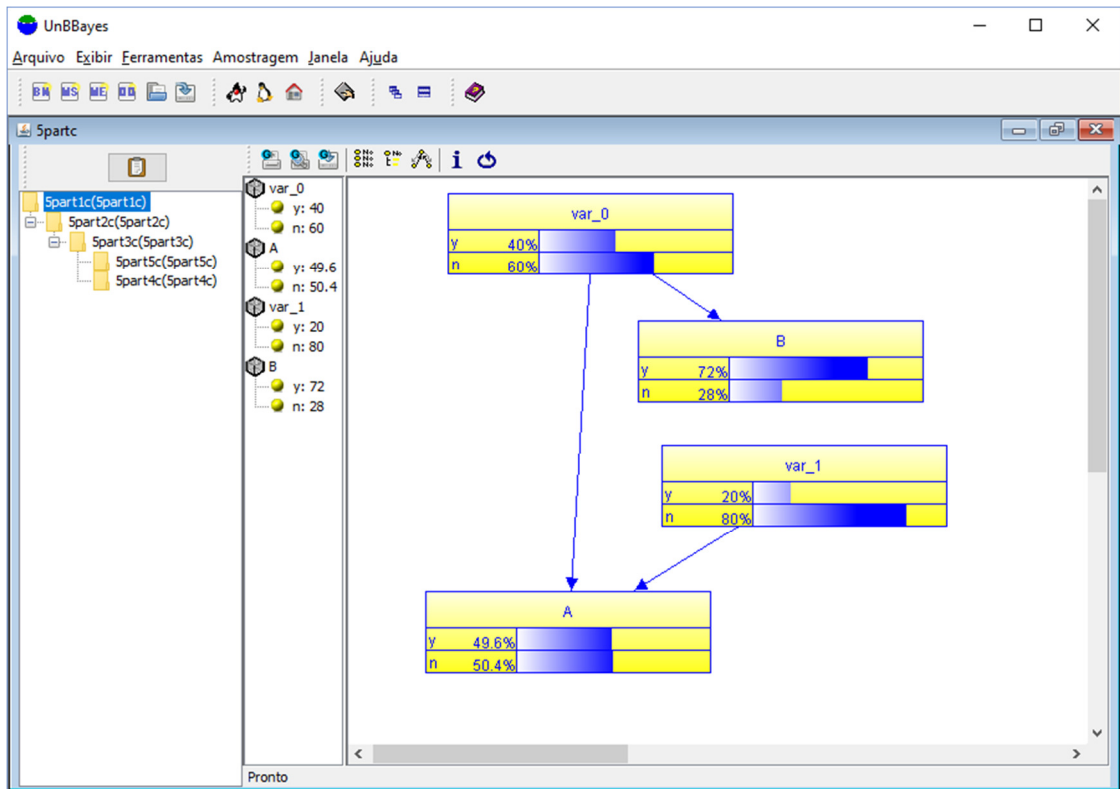 UnBBayes
Arquivo Exibir Ferramentas Amostragem Janela Ajuda
BN MS ME OO
5partc
5part1c(5part1c)
5part2c(5part2c)
5part3c(5part3c)
5part5c(5part5c)
5part4c(5part4c)
var_0
y: 40
n: 60
A
y: 49.6
n: 50.4
var_1
y: 20
n: 80
B
y: 72
n: 28
var_0
y 40%
n 60%
B
y 72%
n 28%
var_1
y 20%
n 80%
A
y 49.6%
n 50.4%
Pronto